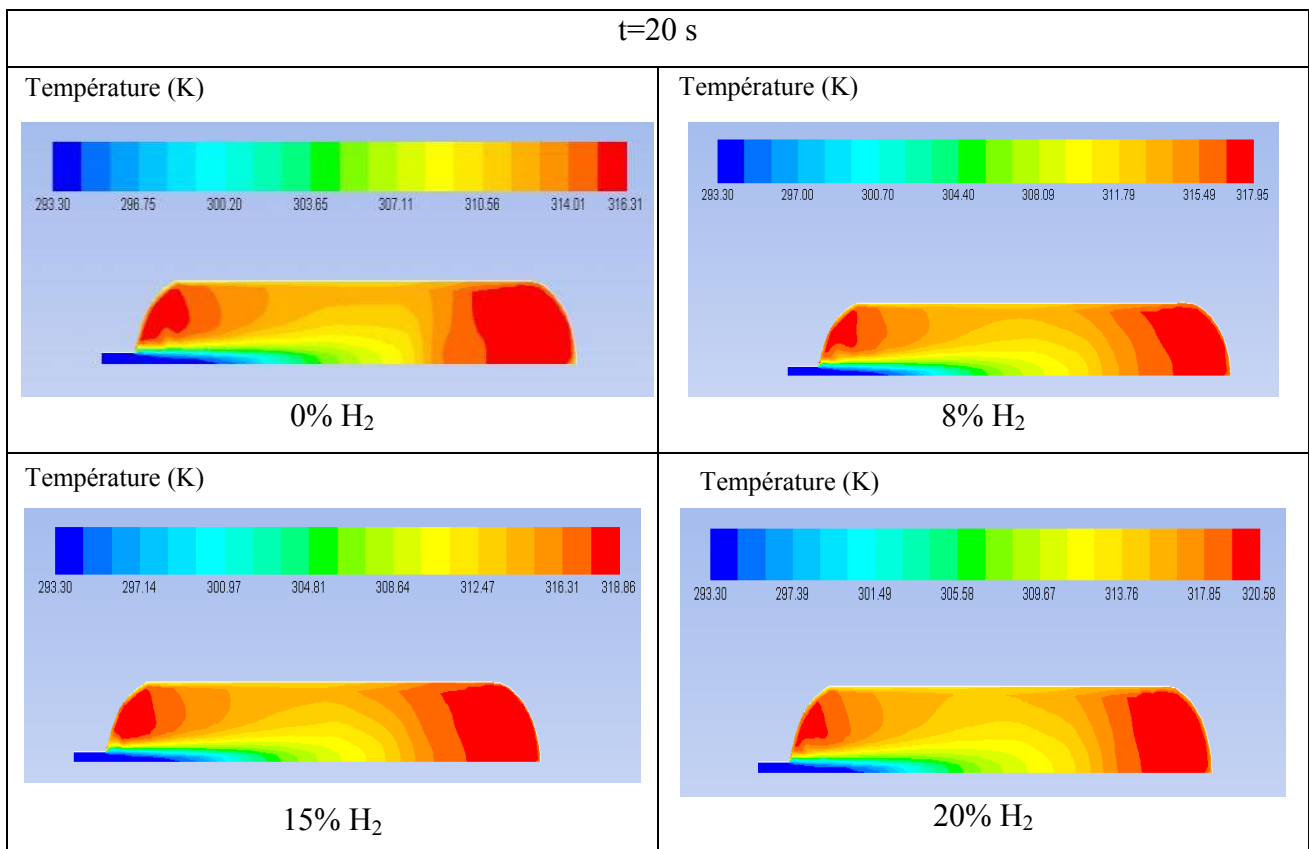 t=20 s
Température (K)
293.30 296.75 300.20 303.65 307.11 310.56 314.01 316.31
0% H₂
Température (K)
293.30 297.00 300.70 304.40 308.09 311.79 315.49 317.95
8% H₂
Température (K)
293.30 297.14 300.97 304.81 308.64 312.47 316.31 318.86
15% H₂
Température (K)
293.30 297.39 301.49 305.58 309.67 313.76 317.85 320.58
20% H₂